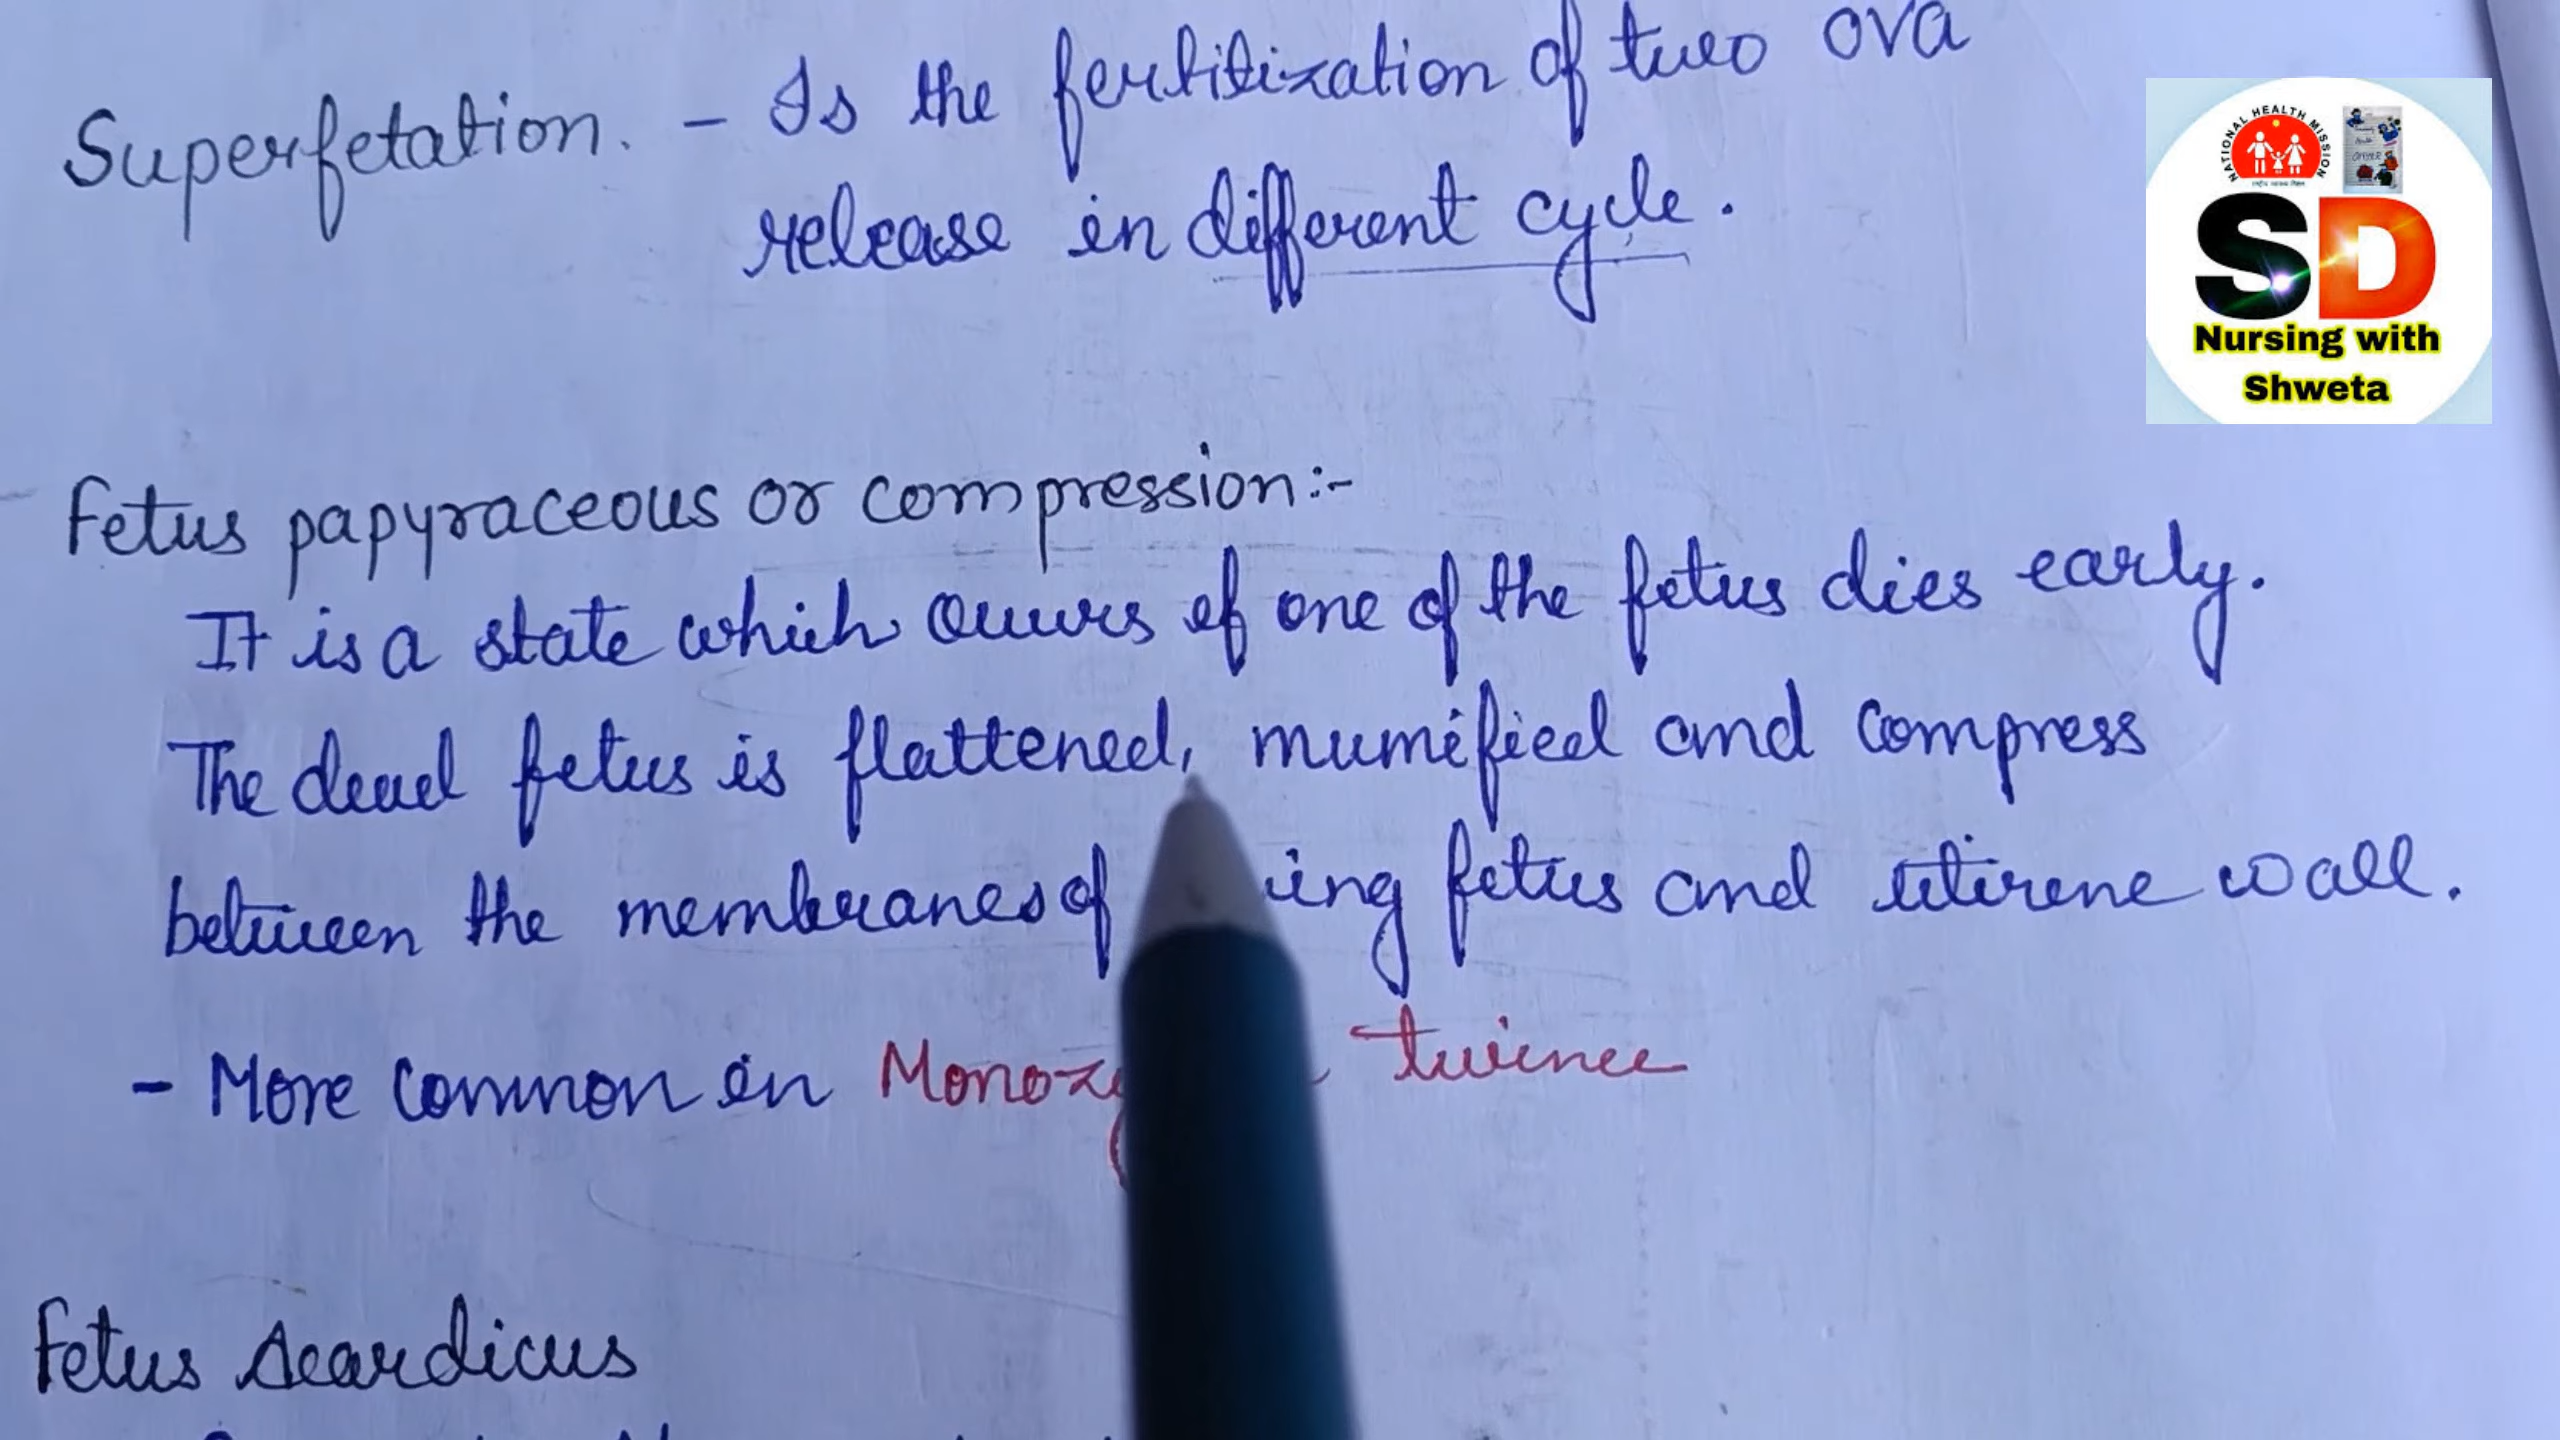 Superfetation. - Is the fertilization of two ova
release in different cycle.
Fetus papyraceous or compression:-
It is a state which occurs if one of the fetus dies early.
The dead fetus is flattened, mumified and compress
between the membranes of ing fetus and uterine wall.
- More common in Monozy twince
Fetus Acardicus
NATIONAL HEALTH MISSION
SD
Nursing with
Shweta